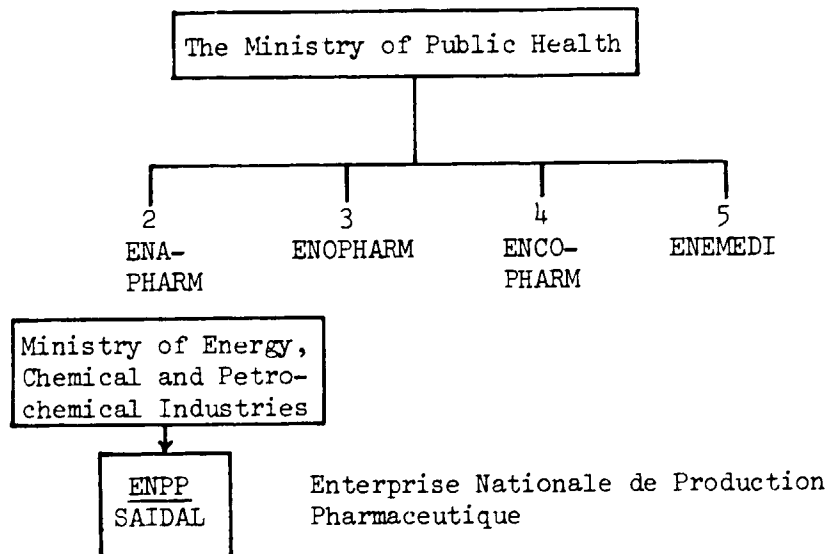 The Ministry of Public Health
2 3 4 5
ENA- ENOPHARM ENCO- ENEMEDI
PHARM PHARM
Ministry of Energy,
Chemical and Petro-
chemical Industries
ENPP Enterprise Nationale de Production
SAIDAL Pharmaceutique